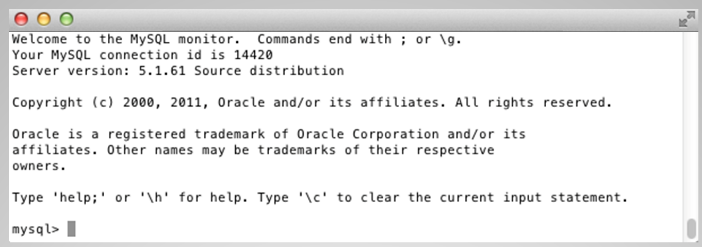 Welcome to the MySQL monitor.  Commands end with ; or \g.
Your MySQL connection id is 14420
Server version: 5.1.61 Source distribution
Copyright (c) 2000, 2011, Oracle and/or its affiliates. All rights reserved.
Oracle is a registered trademark of Oracle Corporation and/or its
affiliates. Other names may be trademarks of their respective
owners.
Type 'help;' or '\h' for help. Type '\c' to clear the current input statement.
mysql>